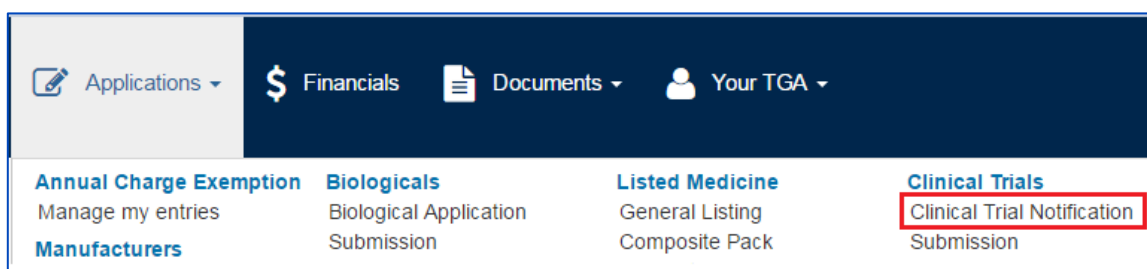 Applications
$ Financials
Documents
Your TGA
Annual Charge Exemption
Manage my entries
Manufacturers
Biologicals
Biological Application
Submission
Listed Medicine
General Listing
Composite Pack
Clinical Trials
Clinical Trial Notification
Submission